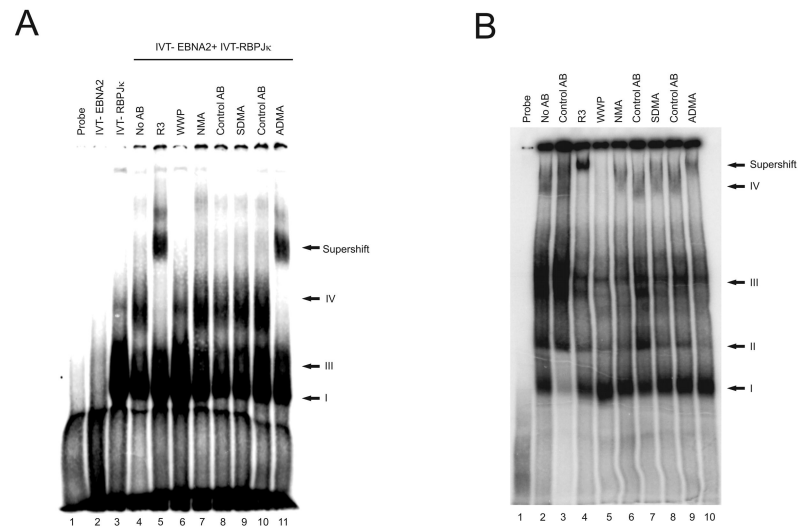 A
IVT- EBNA2+ IVT-RBPJκ
Probe
IVT- EBNA2
IVT- RBPJκ
No AB
R3
WWP
NMA
Control AB
SDMA
Control AB
ADMA
Supershift
IV
III
I
1 2 3 4 5 6 7 8 9 10 11
B
Probe
No AB
Control AB
R3
WWP
NMA
Control AB
SDMA
Control AB
ADMA
Supershift
IV
III
II
I
1 2 3 4 5 6 7 8 9 10